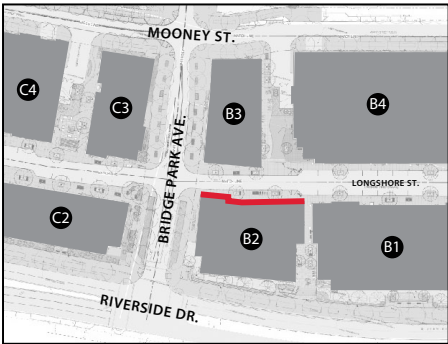 MOONEY ST.
C4
C3
B3
B4
BRIDGE PARK AVE.
LONGSHORE ST.
C2
B2
B1
RIVERSIDE DR.